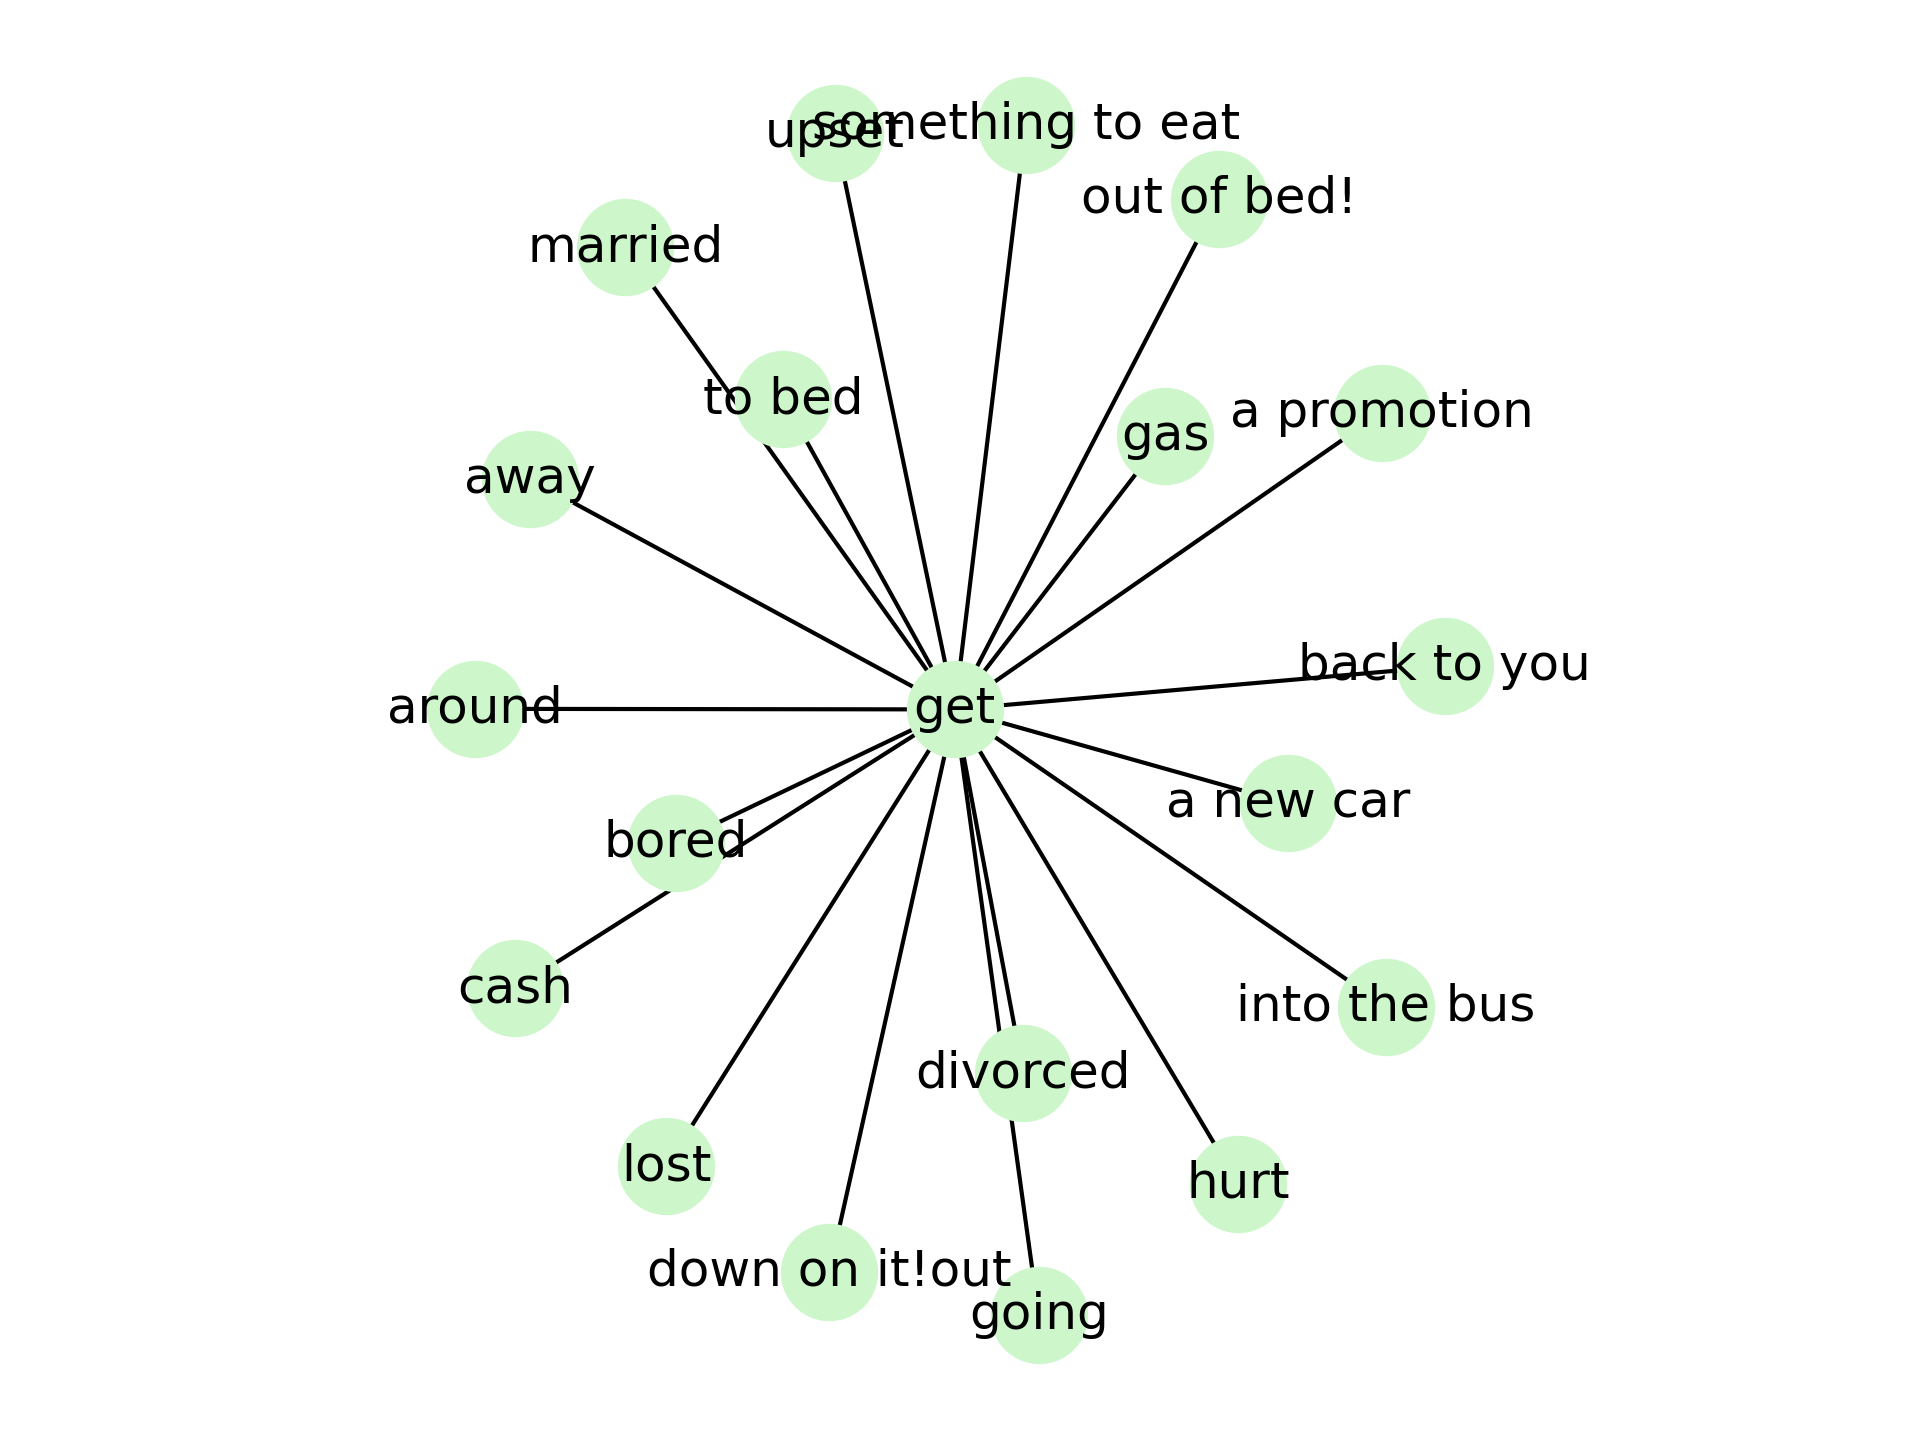 something to eat
upset
out of bed!
married
to bed
a promotion
gas
away
back to you
around
get
a new car
bored
cash
into the bus
divorced
lost
hurt
down on it!out
going